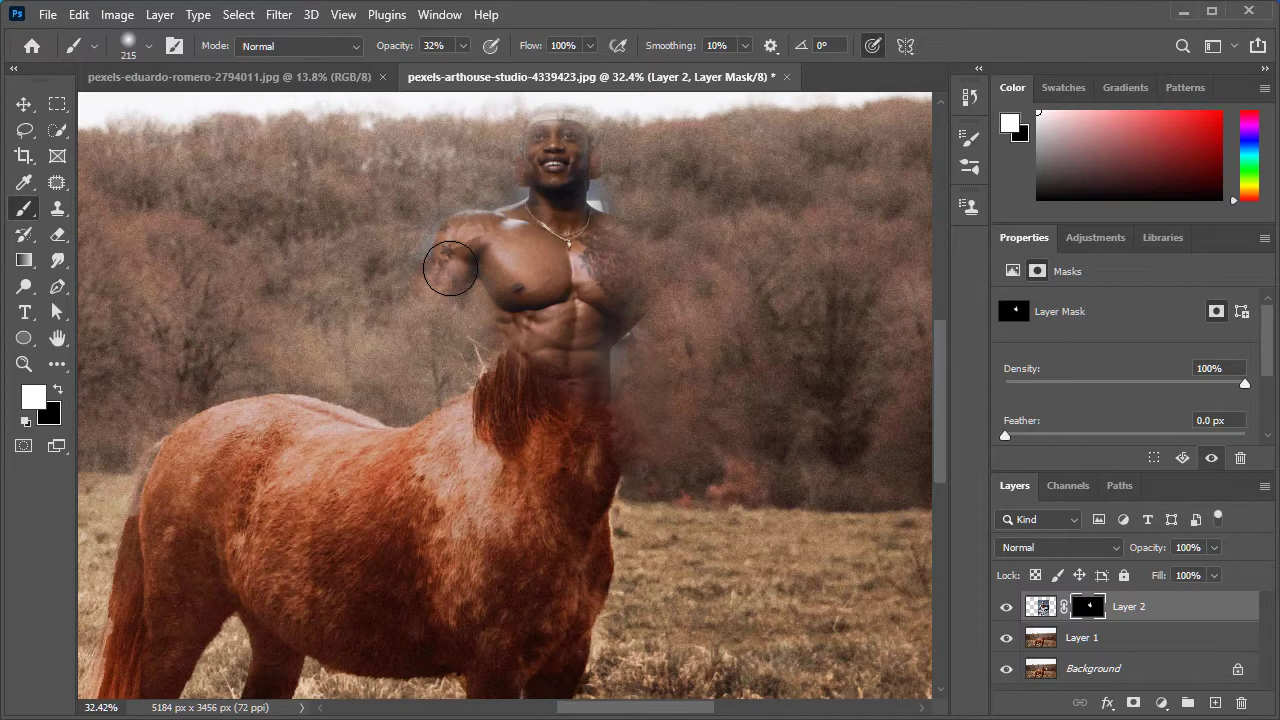 Ps File Edit Image Layer Type Select Filter 3D View Plugins Window Help
215 Mode: Normal Opacity: 32% Flow: 100% Smoothing: 10% 0°
pexels-eduardo-romero-2794011.jpg @ 13.8% (RGB/8) pexels-arthouse-studio-4339423.jpg @ 32.4% (Layer 2, Layer Mask/8) *
Color Swatches Gradients Patterns
Properties Adjustments Libraries
Masks
Layer Mask
Density: 100%
Feather: 0.0 px
Layers Channels Paths
Kind
Normal Opacity: 100%
Lock: Fill: 100%
Layer 2
Layer 1
Background
32.42% 5184 px x 3456 px (72 ppi)